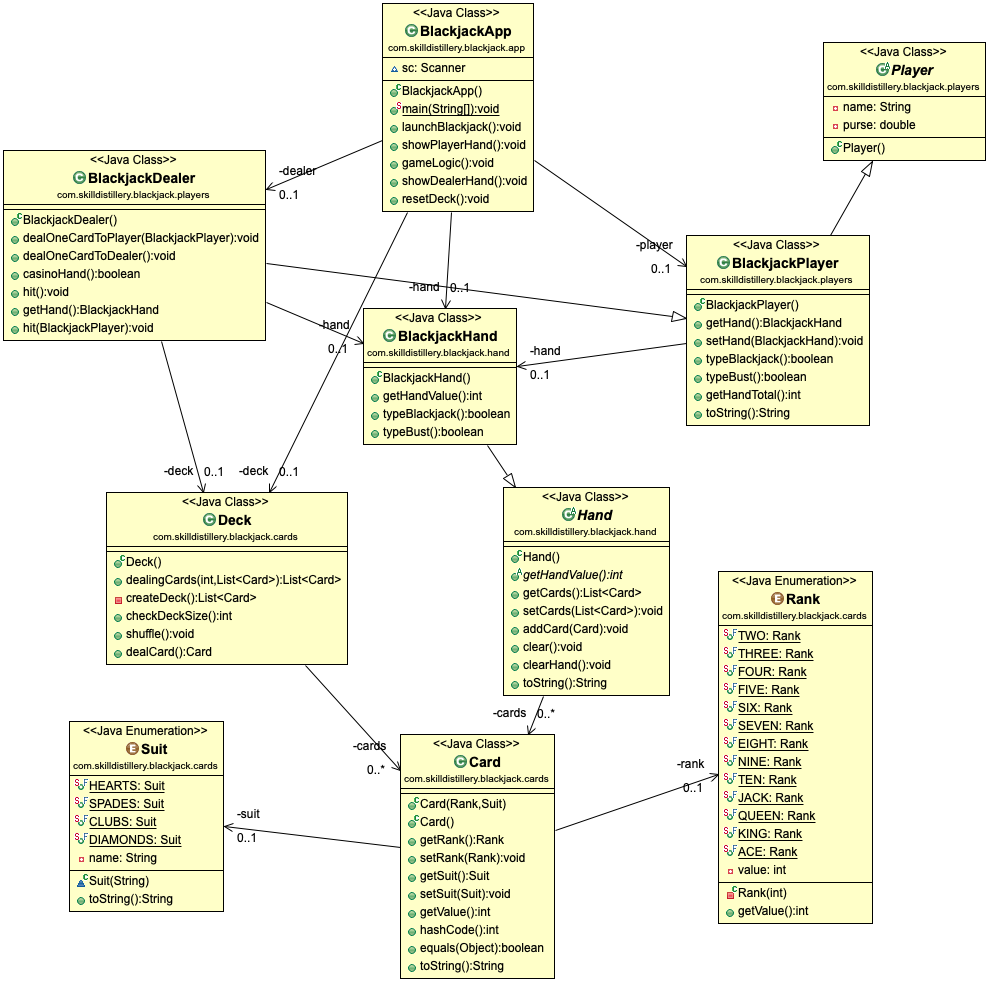 <<Java Class>>
BlackjackApp
com.skilldistillery.blackjack.app
sc: Scanner
BlackjackApp()
main(String[]):void
launchBlackjack():void
showPlayerHand():void
gameLogic():void
showDealerHand():void
resetDeck():void
<<Java Class>>
Player
com.skilldistillery.blackjack.players
name: String
purse: double
Player()
<<Java Class>>
BlackjackDealer
com.skilldistillery.blackjack.players
BlackjackDealer()
dealOneCardToPlayer(BlackjackPlayer):void
dealOneCardToDealer():void
casinoHand():boolean
hit():void
getHand():BlackjackHand
hit(BlackjackPlayer):void
-dealer
0..1
-player
0..1
<<Java Class>>
BlackjackPlayer
com.skilldistillery.blackjack.players
BlackjackPlayer()
getHand():BlackjackHand
setHand(BlackjackHand):void
typeBlackjack():boolean
typeBust():boolean
getHandTotal():int
toString():String
-hand
0..1
-hand
0..1
-hand
0..1
<<Java Class>>
BlackjackHand
com.skilldistillery.blackjack.hand
BlackjackHand()
getHandValue():int
typeBlackjack():boolean
typeBust():boolean
-deck
0..1
-deck
0..1
<<Java Class>>
Deck
com.skilldistillery.blackjack.cards
Deck()
dealingCards(int,List<Card>):List<Card>
createDeck():List<Card>
checkDeckSize():int
shuffle():void
dealCard():Card
<<Java Class>>
Hand
com.skilldistillery.blackjack.hand
Hand()
getHandValue():int
getCards():List<Card>
setCards(List<Card>):void
addCard(Card):void
clear():void
clearHand():void
toString():String
<<Java Enumeration>>
Rank
com.skilldistillery.blackjack.cards
TWO: Rank
THREE: Rank
FOUR: Rank
FIVE: Rank
SIX: Rank
SEVEN: Rank
EIGHT: Rank
NINE: Rank
TEN: Rank
JACK: Rank
QUEEN: Rank
KING: Rank
ACE: Rank
value: int
Rank(int)
getValue():int
-cards
0..*
-cards
0..*
<<Java Enumeration>>
Suit
com.skilldistillery.blackjack.cards
HEARTS: Suit
SPADES: Suit
CLUBS: Suit
DIAMONDS: Suit
name: String
Suit(String)
toString():String
-suit
0..1
<<Java Class>>
Card
com.skilldistillery.blackjack.cards
Card(Rank,Suit)
Card()
getRank():Rank
setRank(Rank):void
getSuit():Suit
setSuit(Suit):void
getValue():int
hashCode():int
equals(Object):boolean
toString():String
-rank
0..1